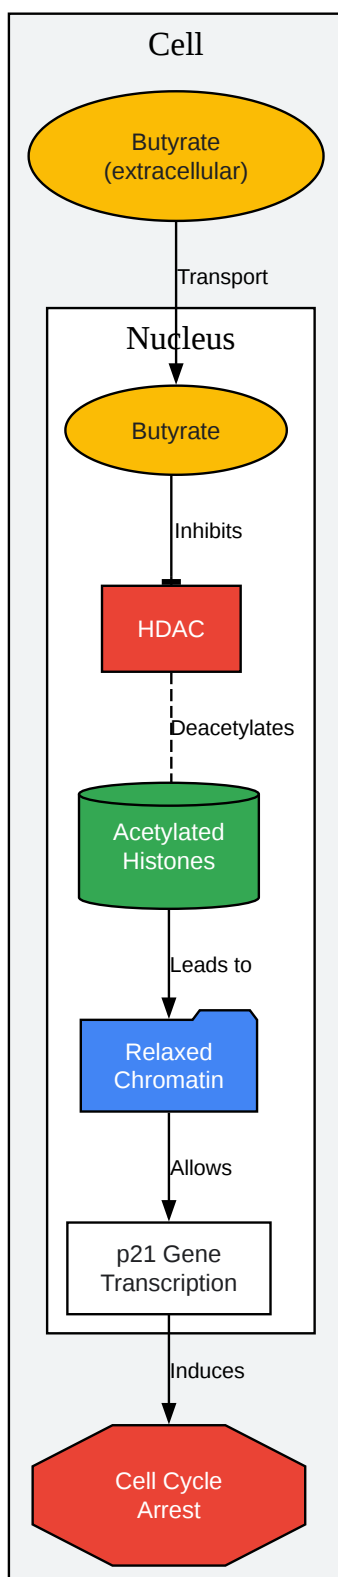 Cell
Butyrate
(extracellular)
Transport
Nucleus
Butyrate
Inhibits
HDAC
Deacetylates
Acetylated
Histones
Leads to
Relaxed
Chromatin
Allows
p21 Gene
Transcription
Induces
Cell Cycle
Arrest